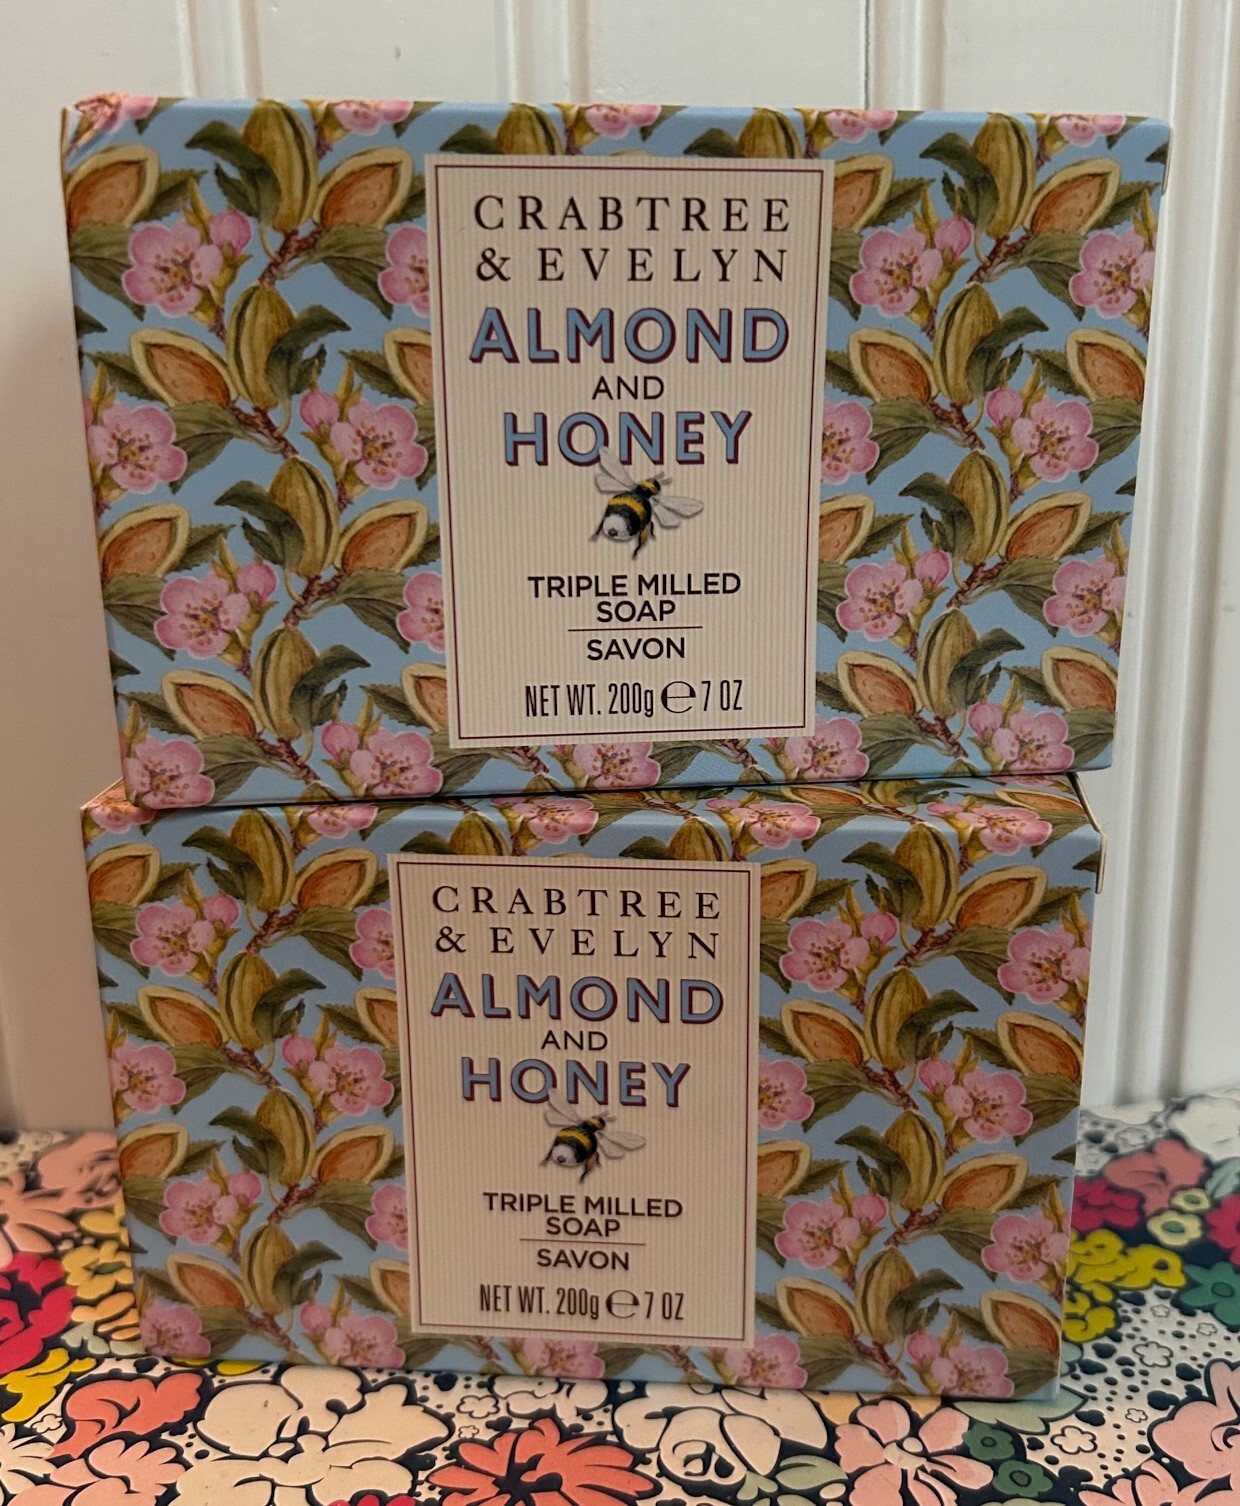 CRABTREE
& EVELYN
ALMOND
AND
HONEY
TRIPLE MILLED
SOAP
SAVON
NET WT. 200g ℮ 7 OZ
CRABTREE
& EVELYN
ALMOND
AND
HONEY
TRIPLE MILLED
SOAP
SAVON
NET WT. 200g ℮ 7 OZ